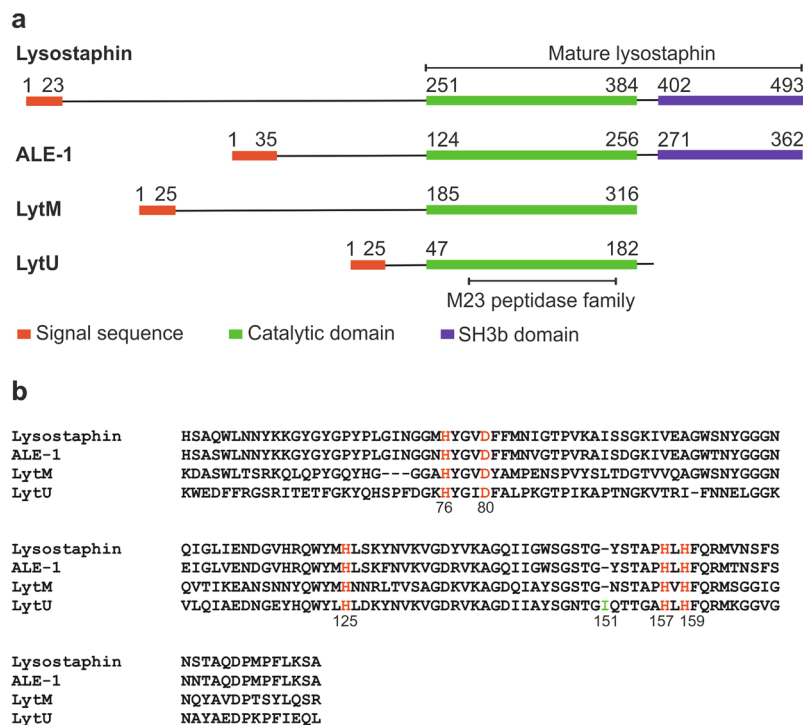 a
Lysostaphin Mature lysostaphin
1 23 251 384 402 493
1 35 124 256 271 362
ALE-1
1 25 185 316
LytM
1 25 47 182
LytU
M23 peptidase family
Signal sequence Catalytic domain SH3b domain
b
Lysostaphin HSAQWLNNYKKGYGYGPYPLGINGGMHYGVDFFMNIGTPVKAISSGKIVEAGWSNYGGGN
ALE-1 HSASWLNNYKKGYGYGPYPLGINGGNHYGVDFFMNVGTPVRAISDGKIVEAGWTNYGGGN
LytM KDASWLTSRKQLQPYGQYHG---GGAHYGVDYAMPENSPVYSLTDGTVVQAGWSNYGGGN
LytU KWEDFFRGSRITETFGKYQHSPFDGKHYGIDFALPKGTPIKAPTNGKVTRI-FNNELGGK
76 80
Lysostaphin QIGLIENDGVHRQWYMHLSKYNVKVGDYVKAGQIIGWSGSTG-YSTAPHLHFQRMVNSFS
ALE-1 EIGLVENDGVHRQWYMHLSKFNVKVGDRVKAGQIIGWSGSTG-YSTAPHLHFQRMTNSFS
LytM QVTIKEANSNNYQWYMHNNRLTVSAGDKVKAGDQIAYSGSTG-NSTAPHVHFQRMSGGIG
LytU VLQIAEDNGEYHQWYLHLDKYNVKVGDRVKAGDIIAYSGNTGIQTTGAHLHFQRMKGGVG
125 151 157 159
Lysostaphin NSTAQDPMPFLKSA
ALE-1 NNTAQDPMPFLKSA
LytM NQYAVDPTSYLQSR
LytU NAYAEDPKPFIEQL